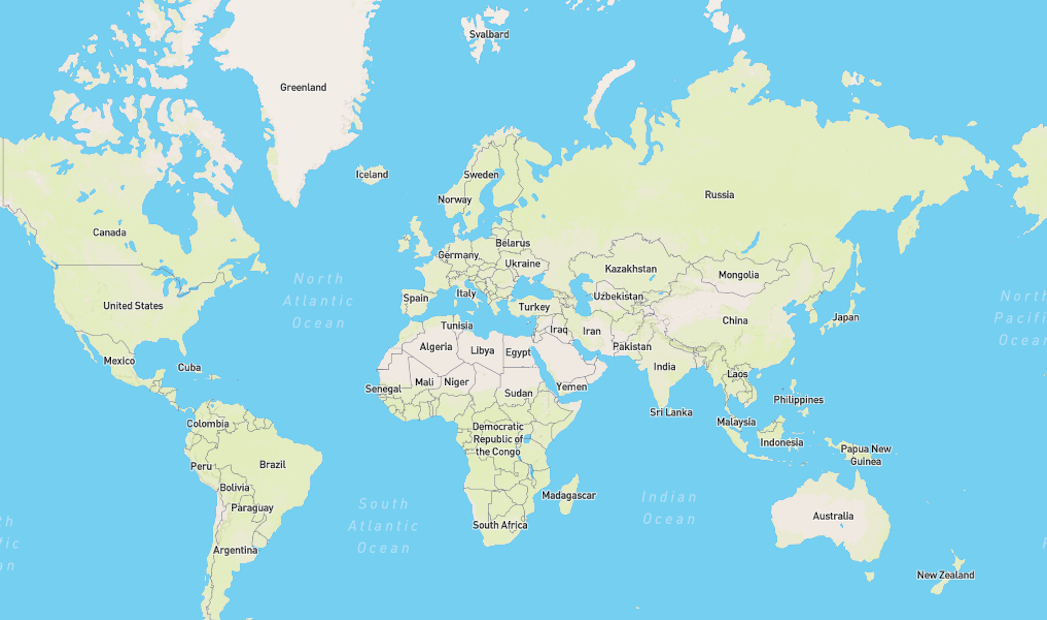 Svalbard
Greenland
Iceland
Sweden
Norway
Russia
Canada
Belarus
Germany
Ukraine
Kazakhstan
Mongolia
North
Atlantic
Ocean
United States
Spain
Italy
Turkey
Uzbekistan
China
Japan
North
Pacific
Ocean
Tunisia
Algeria
Libya
Egypt
Iraq
Iran
Pakistan
India
Mexico
Cuba
Senegal
Mali
Niger
Sudan
Yemen
Laos
Philippines
Sri Lanka
Malaysia
Indonesia
Papua New
Guinea
Colombia
Democratic
Republic of
the Congo
Peru
Brazil
Bolivia
Paraguay
Madagascar
South
Atlantic
Ocean
Indian
Ocean
South Africa
Australia
Argentina
New Zealand